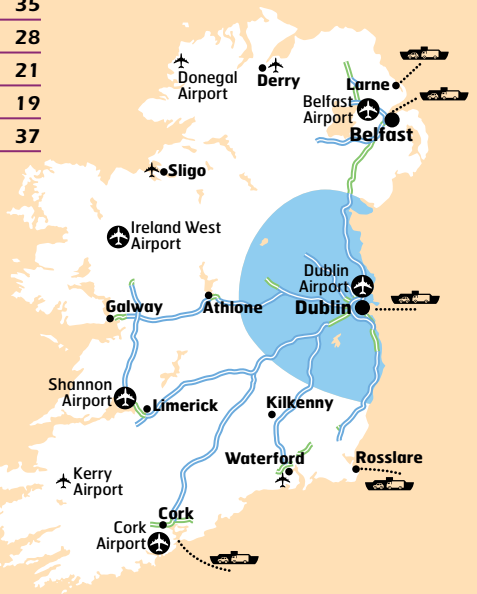 35
28
21
19
37
Donegal
Airport
Derry
Larne
Belfast
Airport
Belfast
Sligo
Ireland West
Airport
Dublin
Airport
Dublin
Galway
Athlone
Shannon
Airport
Limerick
Kilkenny
Waterford
Rosslare
Kerry
Airport
Cork
Cork
Airport